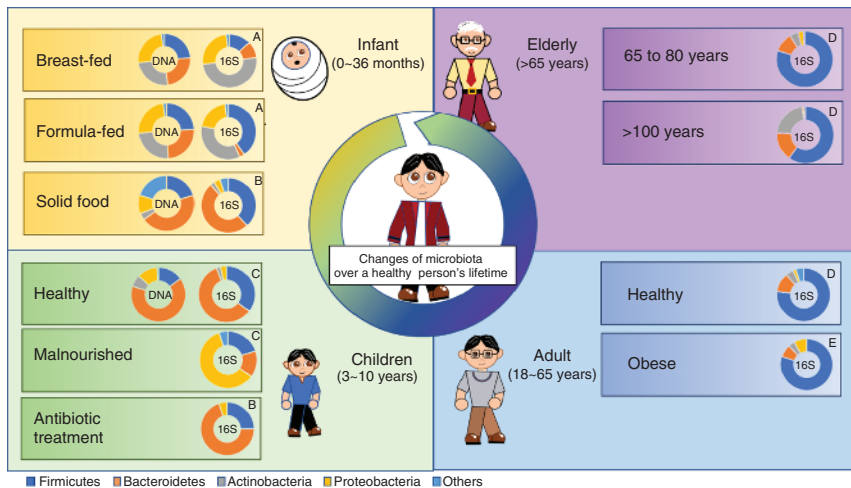 Infant
(0~36 months)
Breast-fed
DNA
16S
A
Formula-fed
DNA
16S
A
Solid food
DNA
16S
B
Elderly
(>65 years)
65 to 80 years
16S
D
>100 years
16S
D
Changes of microbiota
over a healthy person's lifetime
Healthy
DNA
16S
C
Malnourished
16S
C
Antibiotic
treatment
16S
B
Children
(3~10 years)
Adult
(18~65 years)
Healthy
16S
D
Obese
16S
E
Firmicutes
Bacteroidetes
Actinobacteria
Proteobacteria
Others